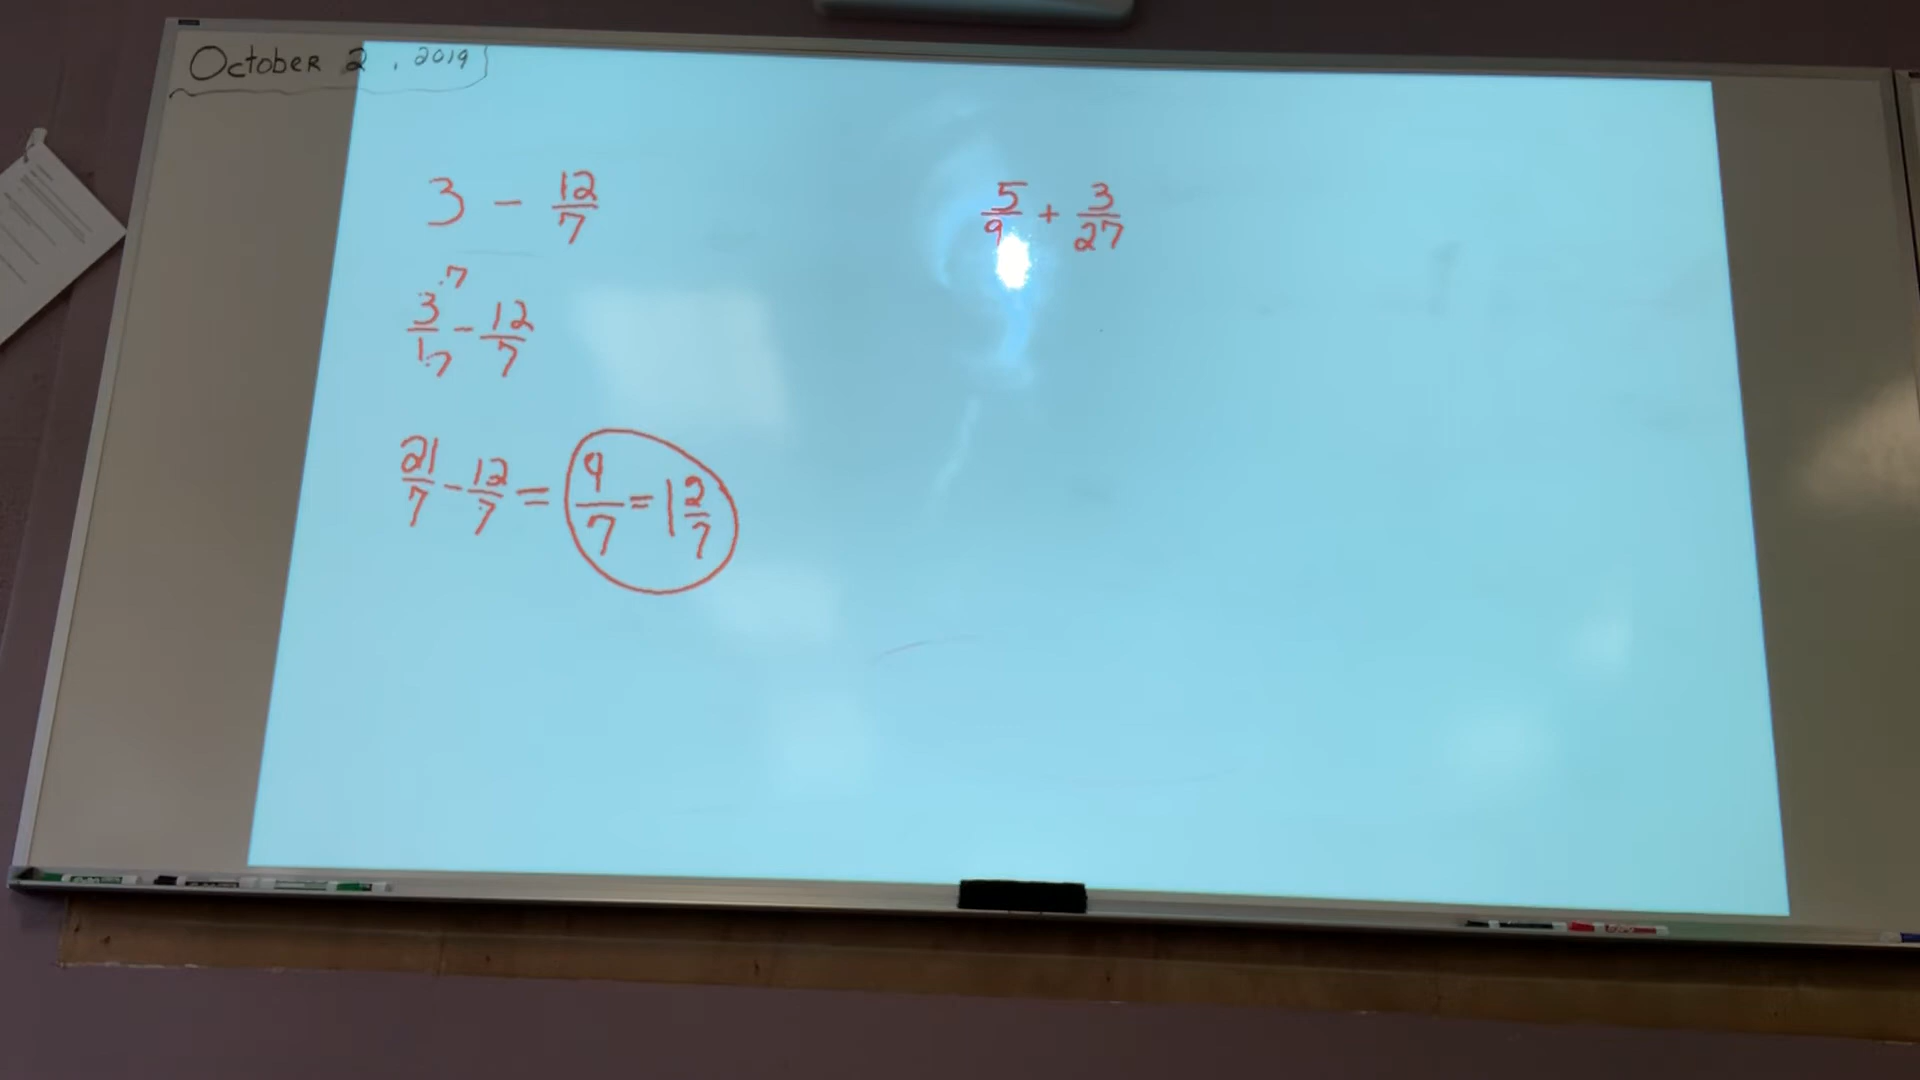 October 2, 2019
3 - 12/7
3·7/1·7 - 12/7
21/7 - 12/7 = 9/7 = 1 2/7
5/9 + 3/27